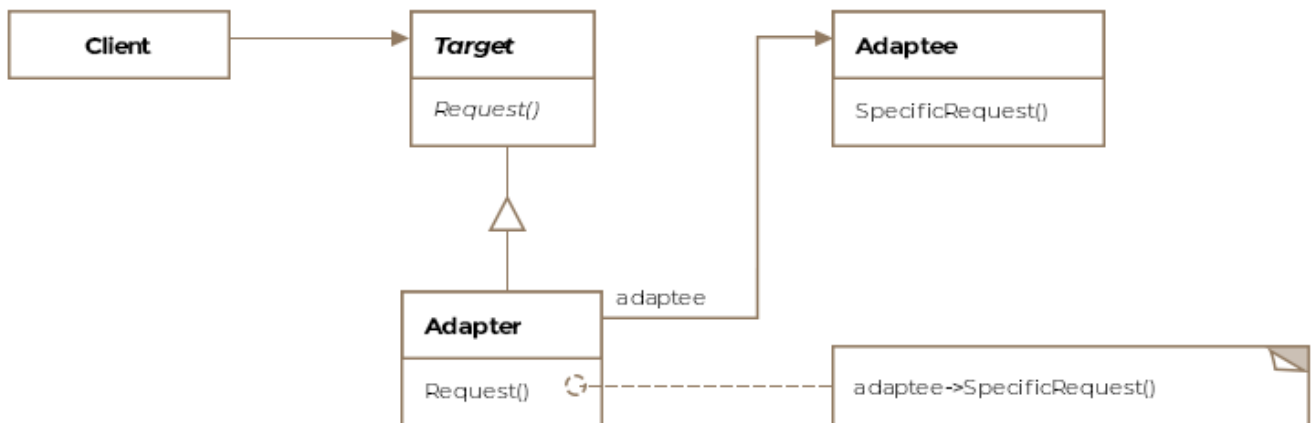 Client
Target
Request()
Adaptee
SpecificRequest()
adaptee
Adapter
Request()
adaptee->SpecificRequest()